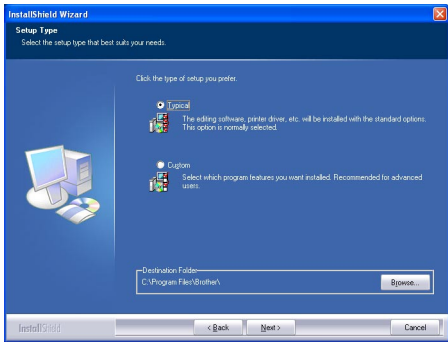 InstallShield Wizard
Setup Type
Select the setup type that best suits your needs.
Click the type of setup you prefer.
Typical
The editing software, printer driver, etc. will be installed with the standard options.
This option is normally selected.
Custom
Select which program features you want installed. Recommended for advanced
users.
Destination Folder
C:\Program Files\Brother\
Browse...
InstallShield
< Back
Next >
Cancel